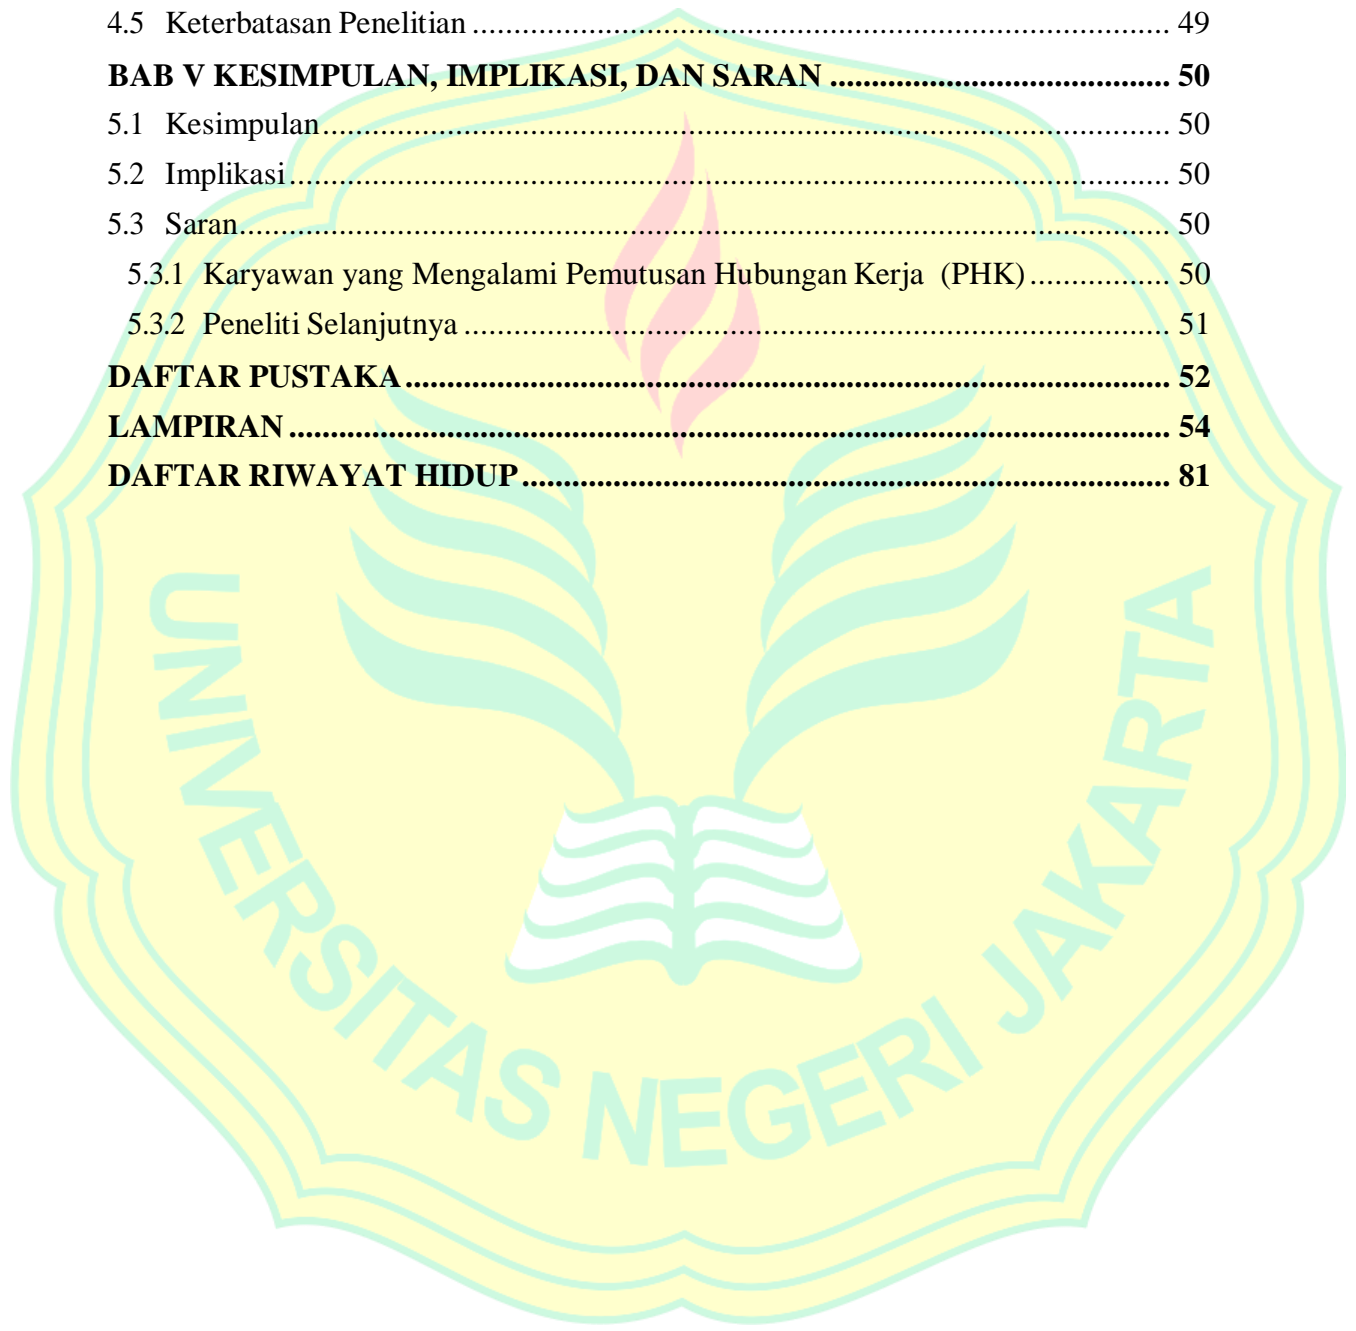 4.5 Keterbatasan Penelitian ........................................................................ 49
BAB V KESIMPULAN, IMPLIKASI, DAN SARAN ........................................ 50
5.1 Kesimpulan........................................................................ 50
5.2 Implikasi........................................................................ 50
5.3 Saran........................................................................ 50
5.3.1 Karyawan yang Mengalami Pemutusan Hubungan Kerja (PHK) ................. 50
5.3.2 Peneliti Selanjutnya ........................................................................ 51
DAFTAR PUSTAKA........................................................................ 52
LAMPIRAN ........................................................................ 54
DAFTAR RIWAYAT HIDUP........................................................................ 81
UNIVERSITAS NEGERI JAKARTA